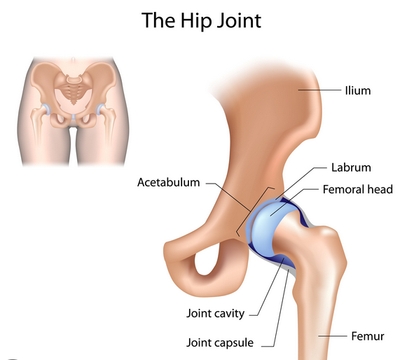 The Hip Joint
Ilium
Labrum
Acetabulum
Femoral head
Joint cavity
Femur
Joint capsule